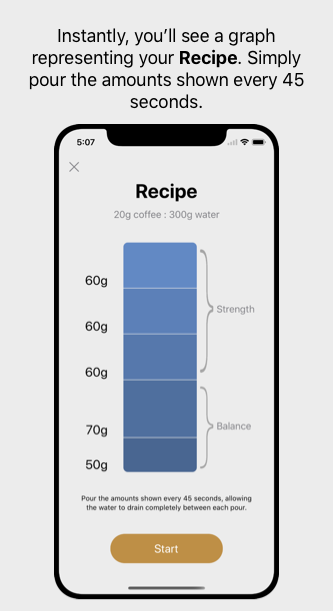 Instantly, you'll see a graph
representing your Recipe. Simply
pour the amounts shown every 45
seconds.
5:07
Recipe
20g coffee : 300g water
60g
60g
Strength
60g
70g
Balance
50g
Pour the amounts shown every 45 seconds, allowing
the water to drain completely between each pour.
Start